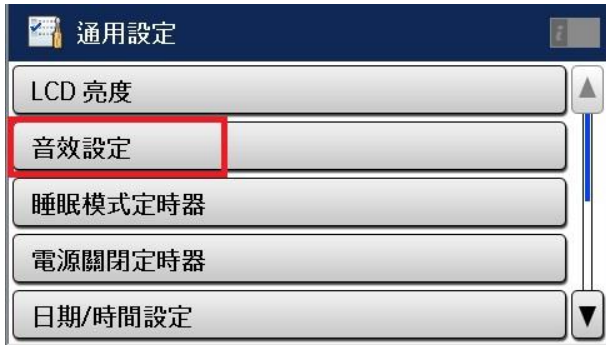 通用設定
LCD 亮度
音效設定
睡眠模式定時器
電源關閉定時器
日期/時間設定